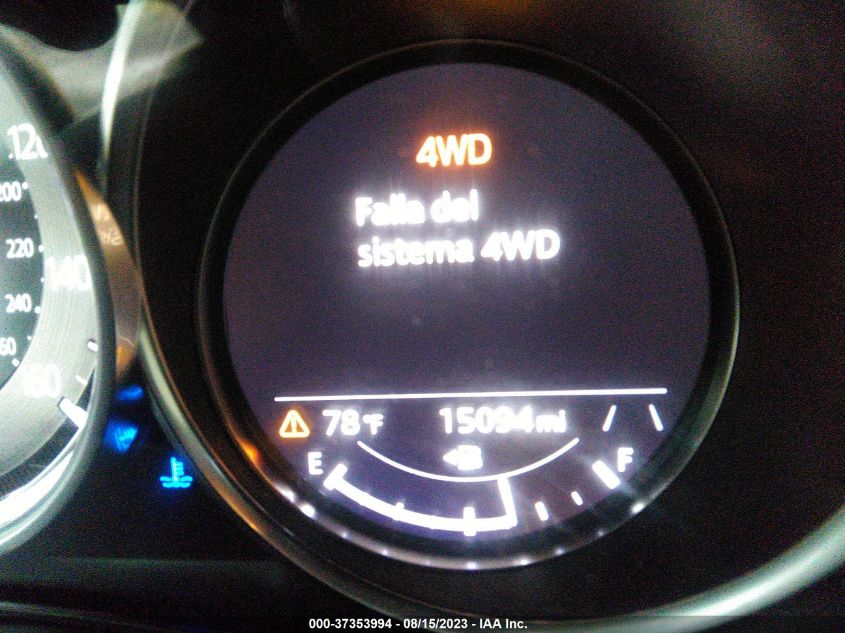 120
200
220
140
240
60
160
4WD
Falla del
sistema 4WD
78°F 15094mi
E F
000-37353994 - 08/15/2023 - IAA Inc.